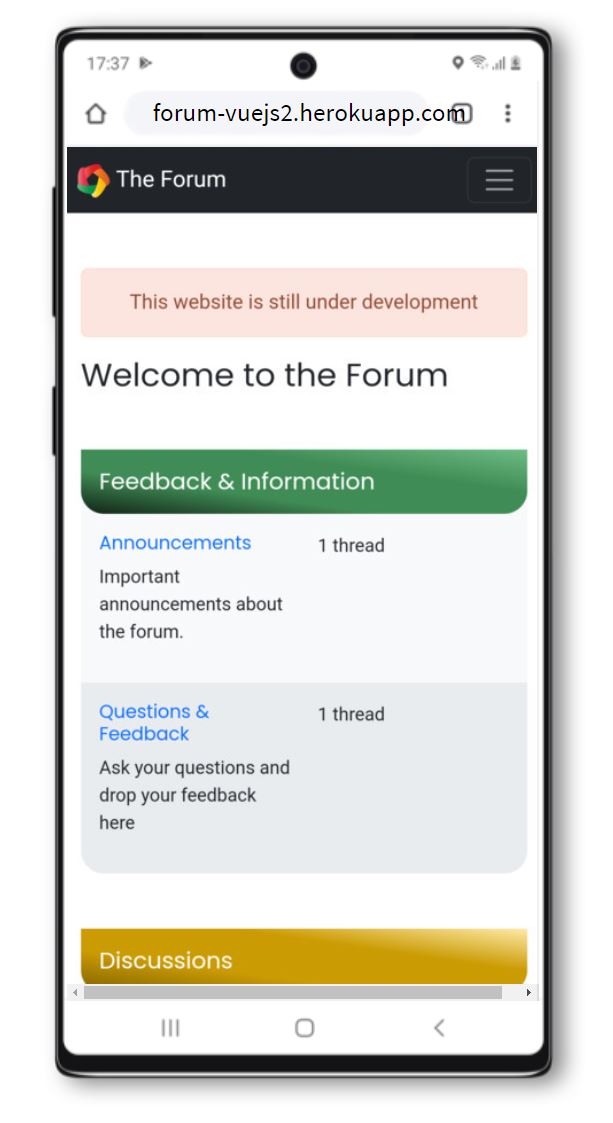 17:37
forum-vuejs2.herokuapp.com
The Forum
This website is still under development
Welcome to the Forum
Feedback & Information
Announcements
1 thread
Important
announcements about
the forum.
Questions &
Feedback
1 thread
Ask your questions and
drop your feedback
here
Discussions